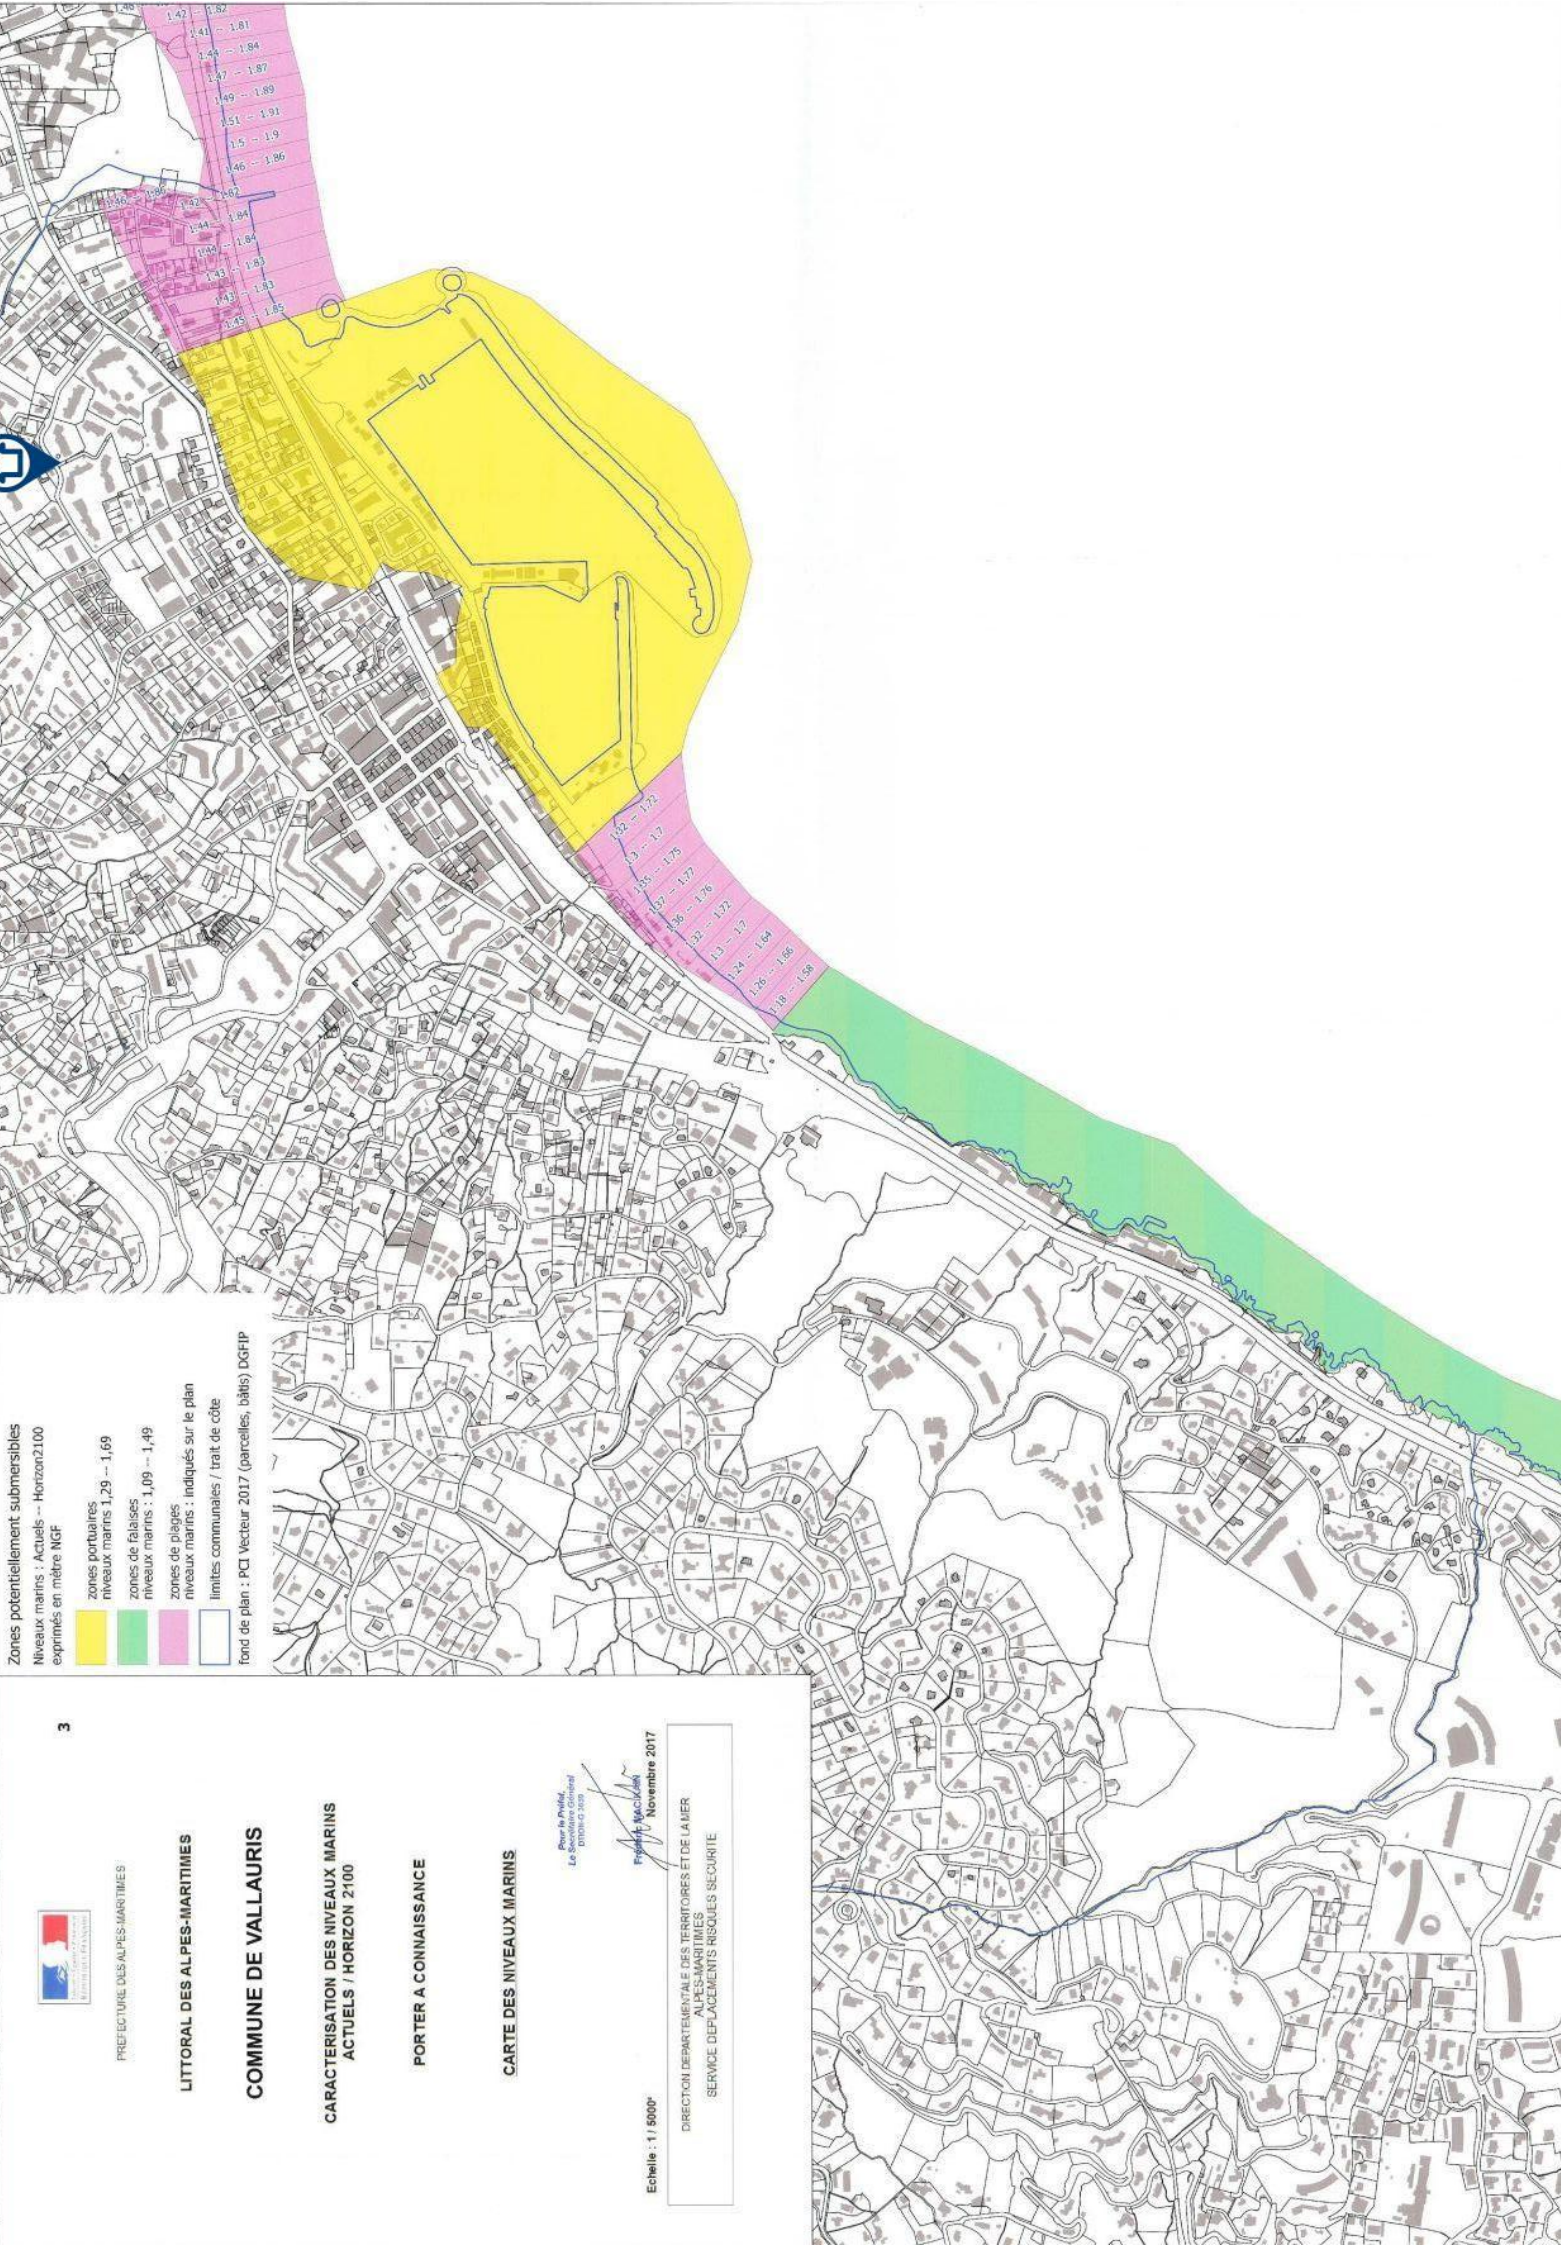 3
PREFECTURE DES ALPES-MARITIMES
LITTORAL DES ALPES-MARITIMES
COMMUNE DE VALLAURIS
CARACTERISATION DES NIVEAUX MARINS
ACTUELS / HORIZON 2100
PORTER A CONNAISSANCE
CARTE DES NIVEAUX MARINS
Pour le Préfet,
Le Secrétaire Général
Echelle : 1 / 5000°
Novembre 2017
DIRECTION DEPARTEMENTALE DES TERRITOIRES ET DE LA MER
ALPES-MARITIMES
SERVICE DEPLACEMENTS RISQUES SECURITE
Zones potentiellement submersibles
Niveaux marins : Actuels -- Horizon2100
exprimés en mètre NGF
zones portuaires
niveaux marins 1,29 -- 1,69
zones de falaises
niveaux marins : 1,09 -- 1,49
zones de plages
niveaux marins : indiqués sur le plan
limites communales / trait de côte
fond de plan : PCI Vecteur 2017 (parcelles, bâtis) DGFIP
1.42 -- 1.82
1.41 -- 1.81
1.44 -- 1.84
1.47 -- 1.87
1.49 -- 1.89
1.51 -- 1.91
1.5 -- 1.9
1.46 -- 1.86
1.46 -- 1.86
1.42 -- 1.82
1.44 -- 1.84
1.44 -- 1.84
1.43 -- 1.83
1.43 -- 1.83
1.45 -- 1.85
1.32 -- 1.72
1.3 -- 1.7
1.35 -- 1.75
1.37 -- 1.77
1.36 -- 1.76
1.32 -- 1.72
1.3 -- 1.7
1.24 -- 1.64
1.26 -- 1.66
1.18 -- 1.58